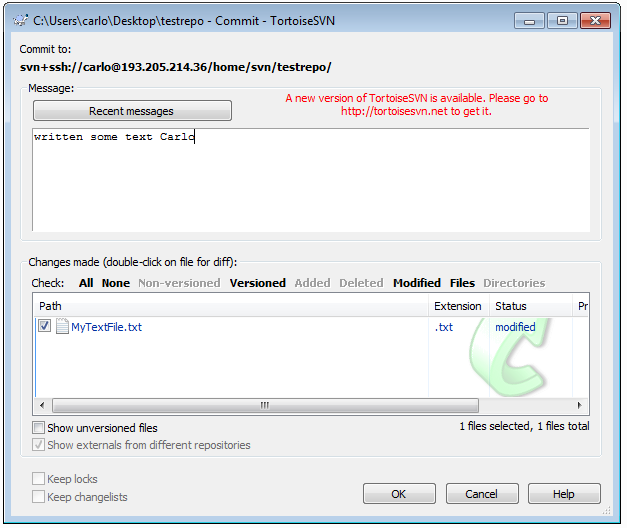 C:\Users\carlo\Desktop\testrepo - Commit - TortoiseSVN
Commit to:
svn+ssh://carlo@193.205.214.36/home/svn/testrepo/
Message:
Recent messages
A new version of TortoiseSVN is available. Please go to
http://tortoisesvn.net to get it.
written some text Carlo
Changes made (double-click on file for diff):
Check: All None Non-versioned Versioned Added Deleted Modified Files Directories
Path Extension Status Pr
MyTextFile.txt .txt modified
Show unversioned files
1 files selected, 1 files total
Show externals from different repositories
Keep locks
Keep changelists
OK Cancel Help